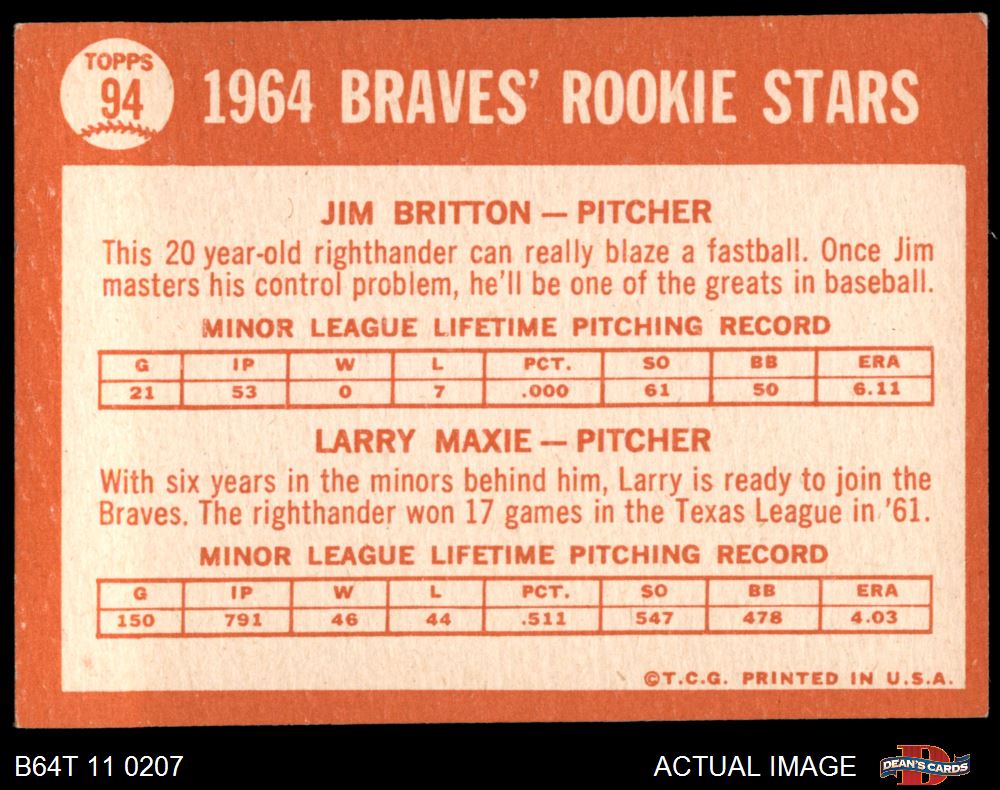 TOPPS
94
1964 BRAVES' ROOKIE STARS
JIM BRITTON — PITCHER
This 20 year-old righthander can really blaze a fastball. Once Jim
masters his control problem, he'll be one of the greats in baseball.
MINOR LEAGUE LIFETIME PITCHING RECORD
G IP W L PCT. SO BB ERA
21 53 0 7 .000 61 50 6.11
LARRY MAXIE — PITCHER
With six years in the minors behind him, Larry is ready to join the
Braves. The righthander won 17 games in the Texas League in '61.
MINOR LEAGUE LIFETIME PITCHING RECORD
G IP W L PCT. SO BB ERA
150 791 46 44 .511 547 478 4.03
©T.C.G. PRINTED IN U.S.A.
B64T 11 0207
ACTUAL IMAGE
D
DEAN'S CARDS